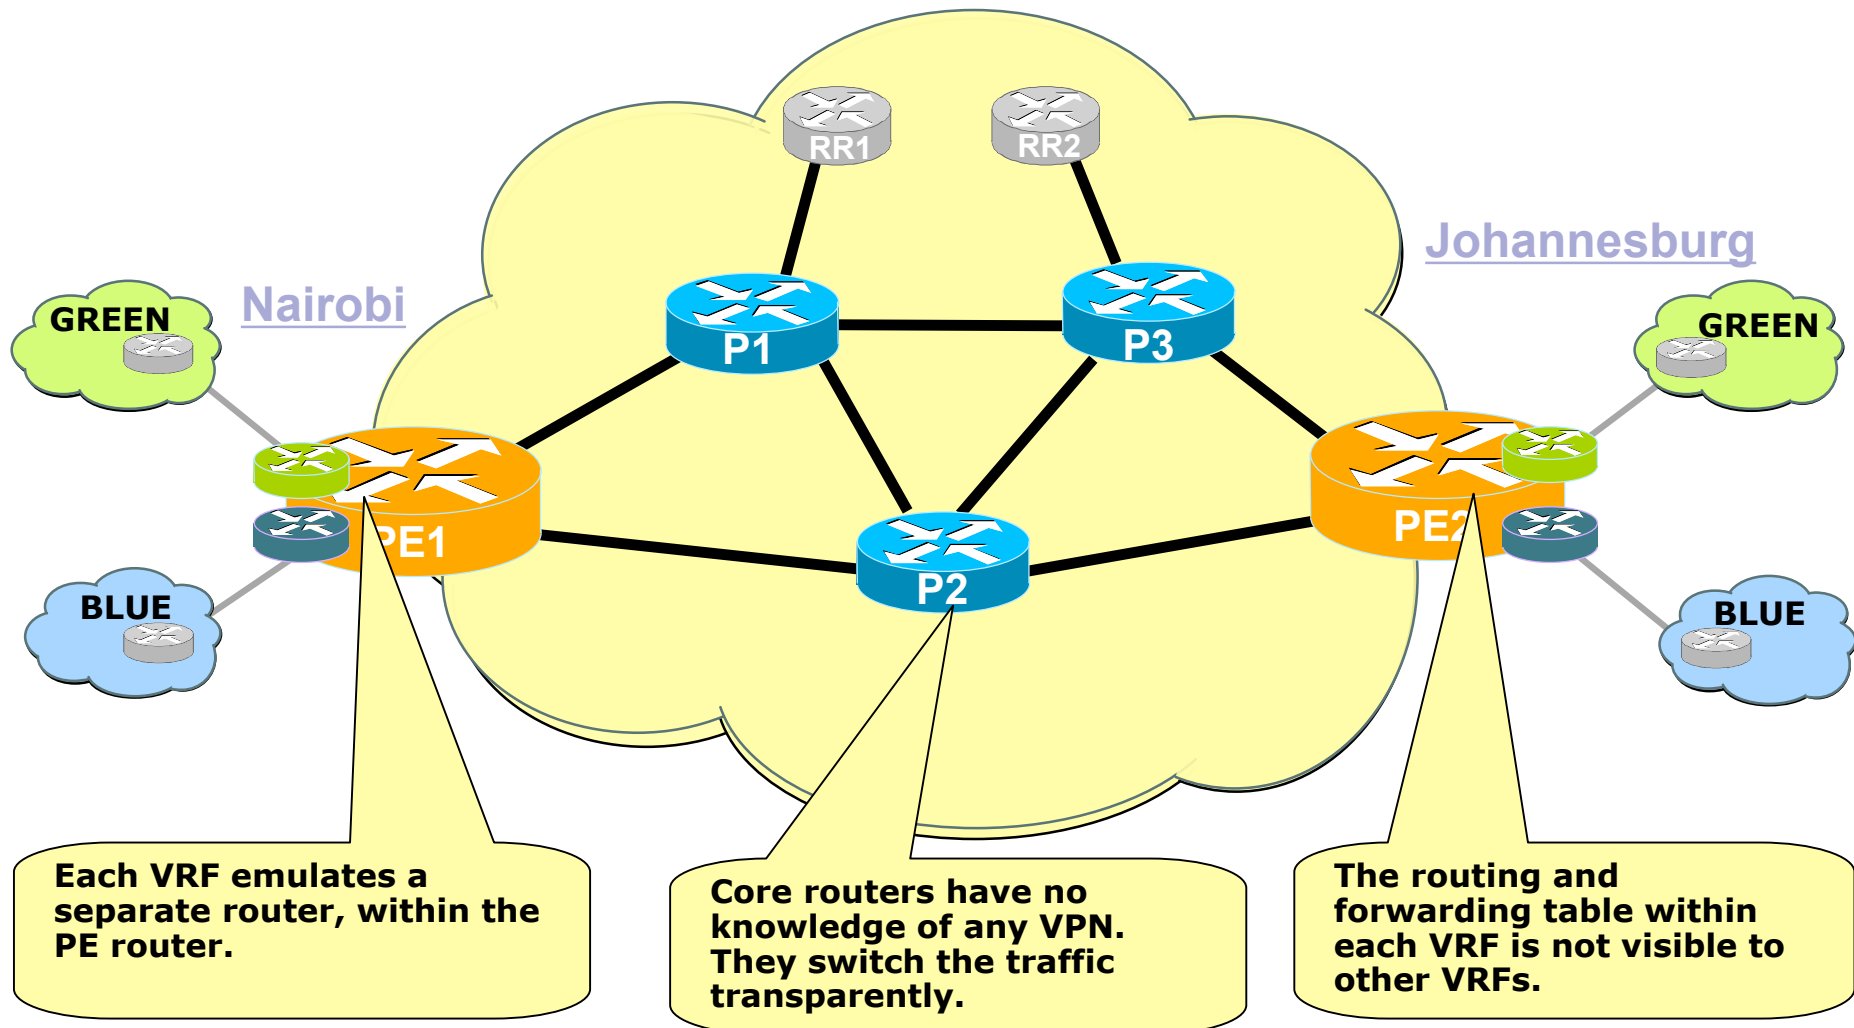 RR1
RR2
Johannesburg
Nairobi
GREEN
GREEN
P1
P3
PE1
PE2
P2
BLUE
BLUE
Each VRF emulates a
separate router, within the
PE router.
Core routers have no
knowledge of any VPN.
They switch the traffic
transparently.
The routing and
forwarding table within
each VRF is not visible to
other VRFs.